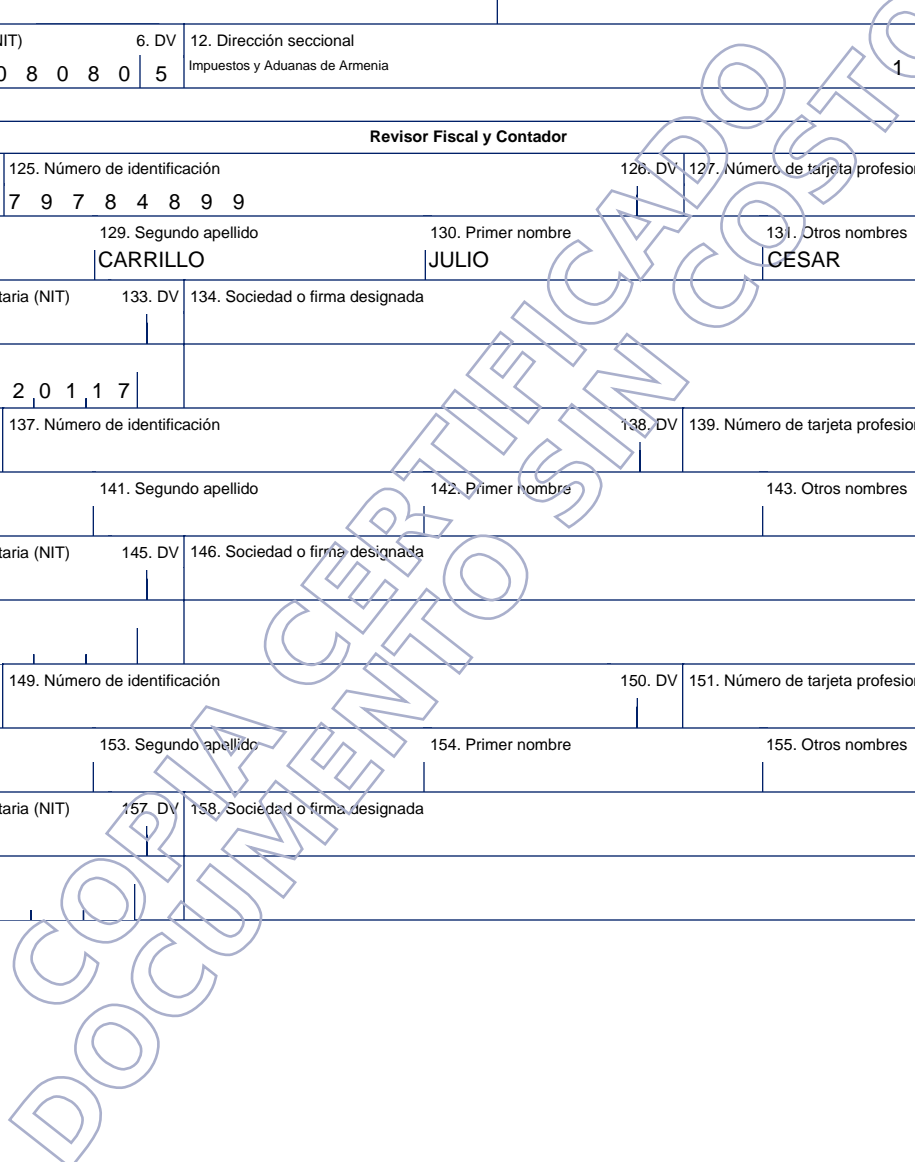 NIT) 6. DV 12. Dirección seccional
0 8 0 8 0 5 Impuestos y Aduanas de Armenia 1
Revisor Fiscal y Contador
125. Número de identificación 126. DV 127. Número de tarjeta profesion
7 9 7 8 4 8 9 9
129. Segundo apellido 130. Primer nombre 131. Otros nombres
CARRILLO JULIO CESAR
taria (NIT) 133. DV 134. Sociedad o firma designada
2 0 1 1 7
137. Número de identificación 138. DV 139. Número de tarjeta profesion
141. Segundo apellido 142. Primer nombre 143. Otros nombres
taria (NIT) 145. DV 146. Sociedad o firma designada
149. Número de identificación 150. DV 151. Número de tarjeta profesion
153. Segundo apellido 154. Primer nombre 155. Otros nombres
taria (NIT) 157. DV 158. Sociedad o firma designada
COPIA CERTIFICADO
DOCUMENTO SIN COSTO